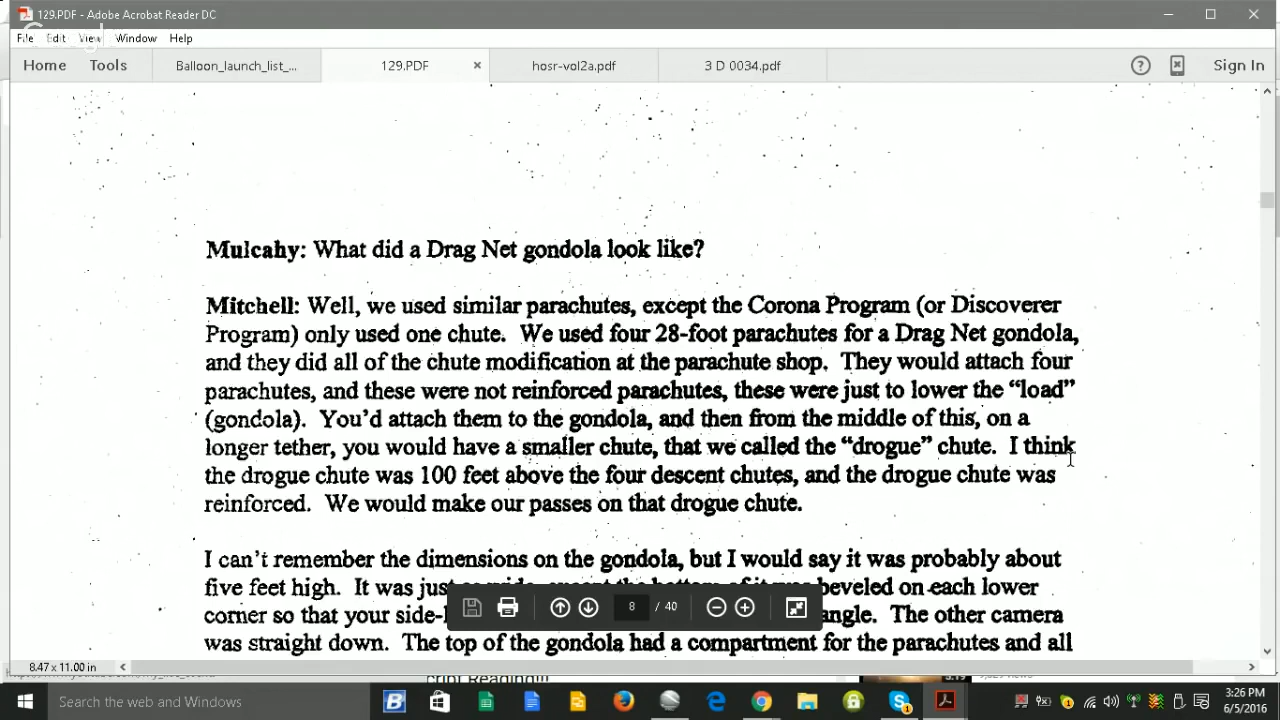 129.PDF - Adobe Acrobat Reader DC
Google
File Edit View Window Help
Home Tools Balloon_launch_list_... 129.PDF × hosr-vol2a.pdf 3 D 0034.pdf Sign In
Mulcahy: What did a Drag Net gondola look like?
Mitchell: Well, we used similar parachutes, except the Corona Program (or Discoverer
Program) only used one chute. We used four 28-foot parachutes for a Drag Net gondola,
and they did all of the chute modification at the parachute shop. They would attach four
parachutes, and these were not reinforced parachutes, these were just to lower the “load”
(gondola). You’d attach them to the gondola, and then from the middle of this, on a
longer tether, you would have a smaller chute, that we called the “drogue” chute. I think
the drogue chute was 100 feet above the four descent chutes, and the drogue chute was
reinforced. We would make our passes on that drogue chute.
I can’t remember the dimensions on the gondola, but I would say it was probably about
five feet high. It was just beveled on each lower
corner so that your side- angle. The other camera
was straight down. The top of the gondola had a compartment for the parachutes and all
8 / 40
8.47 x 11.00 in
Search the web and Windows
3:26 PM
6/5/2016